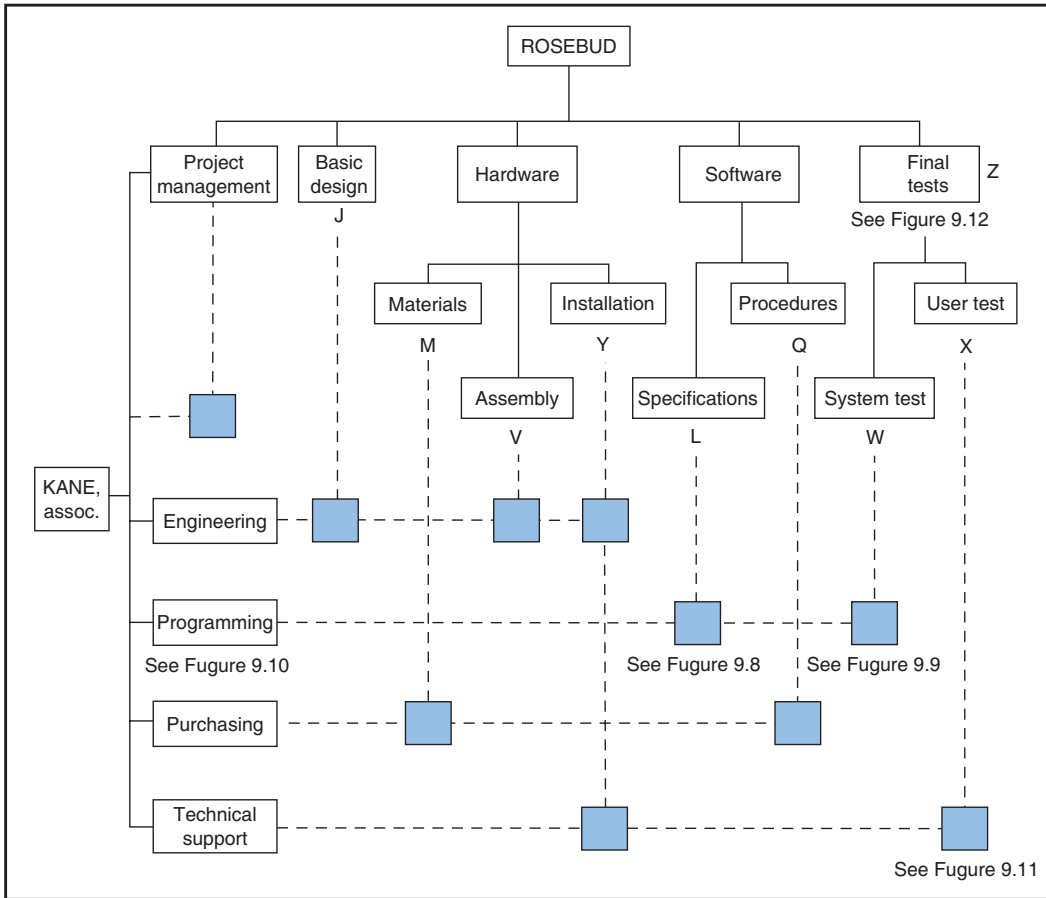 ROSEBUD
Project
management
Basic
design
Hardware
Software
Final
tests
Z
J
See Figure 9.12
Materials
Installation
Procedures
User test
M
Y
Q
X
Assembly
Specifications
System test
V
L
W
KANE,
assoc.
Engineering
Programming
See Fugure 9.10
See Fugure 9.8
See Fugure 9.9
Purchasing
Technical
support
See Fugure 9.11